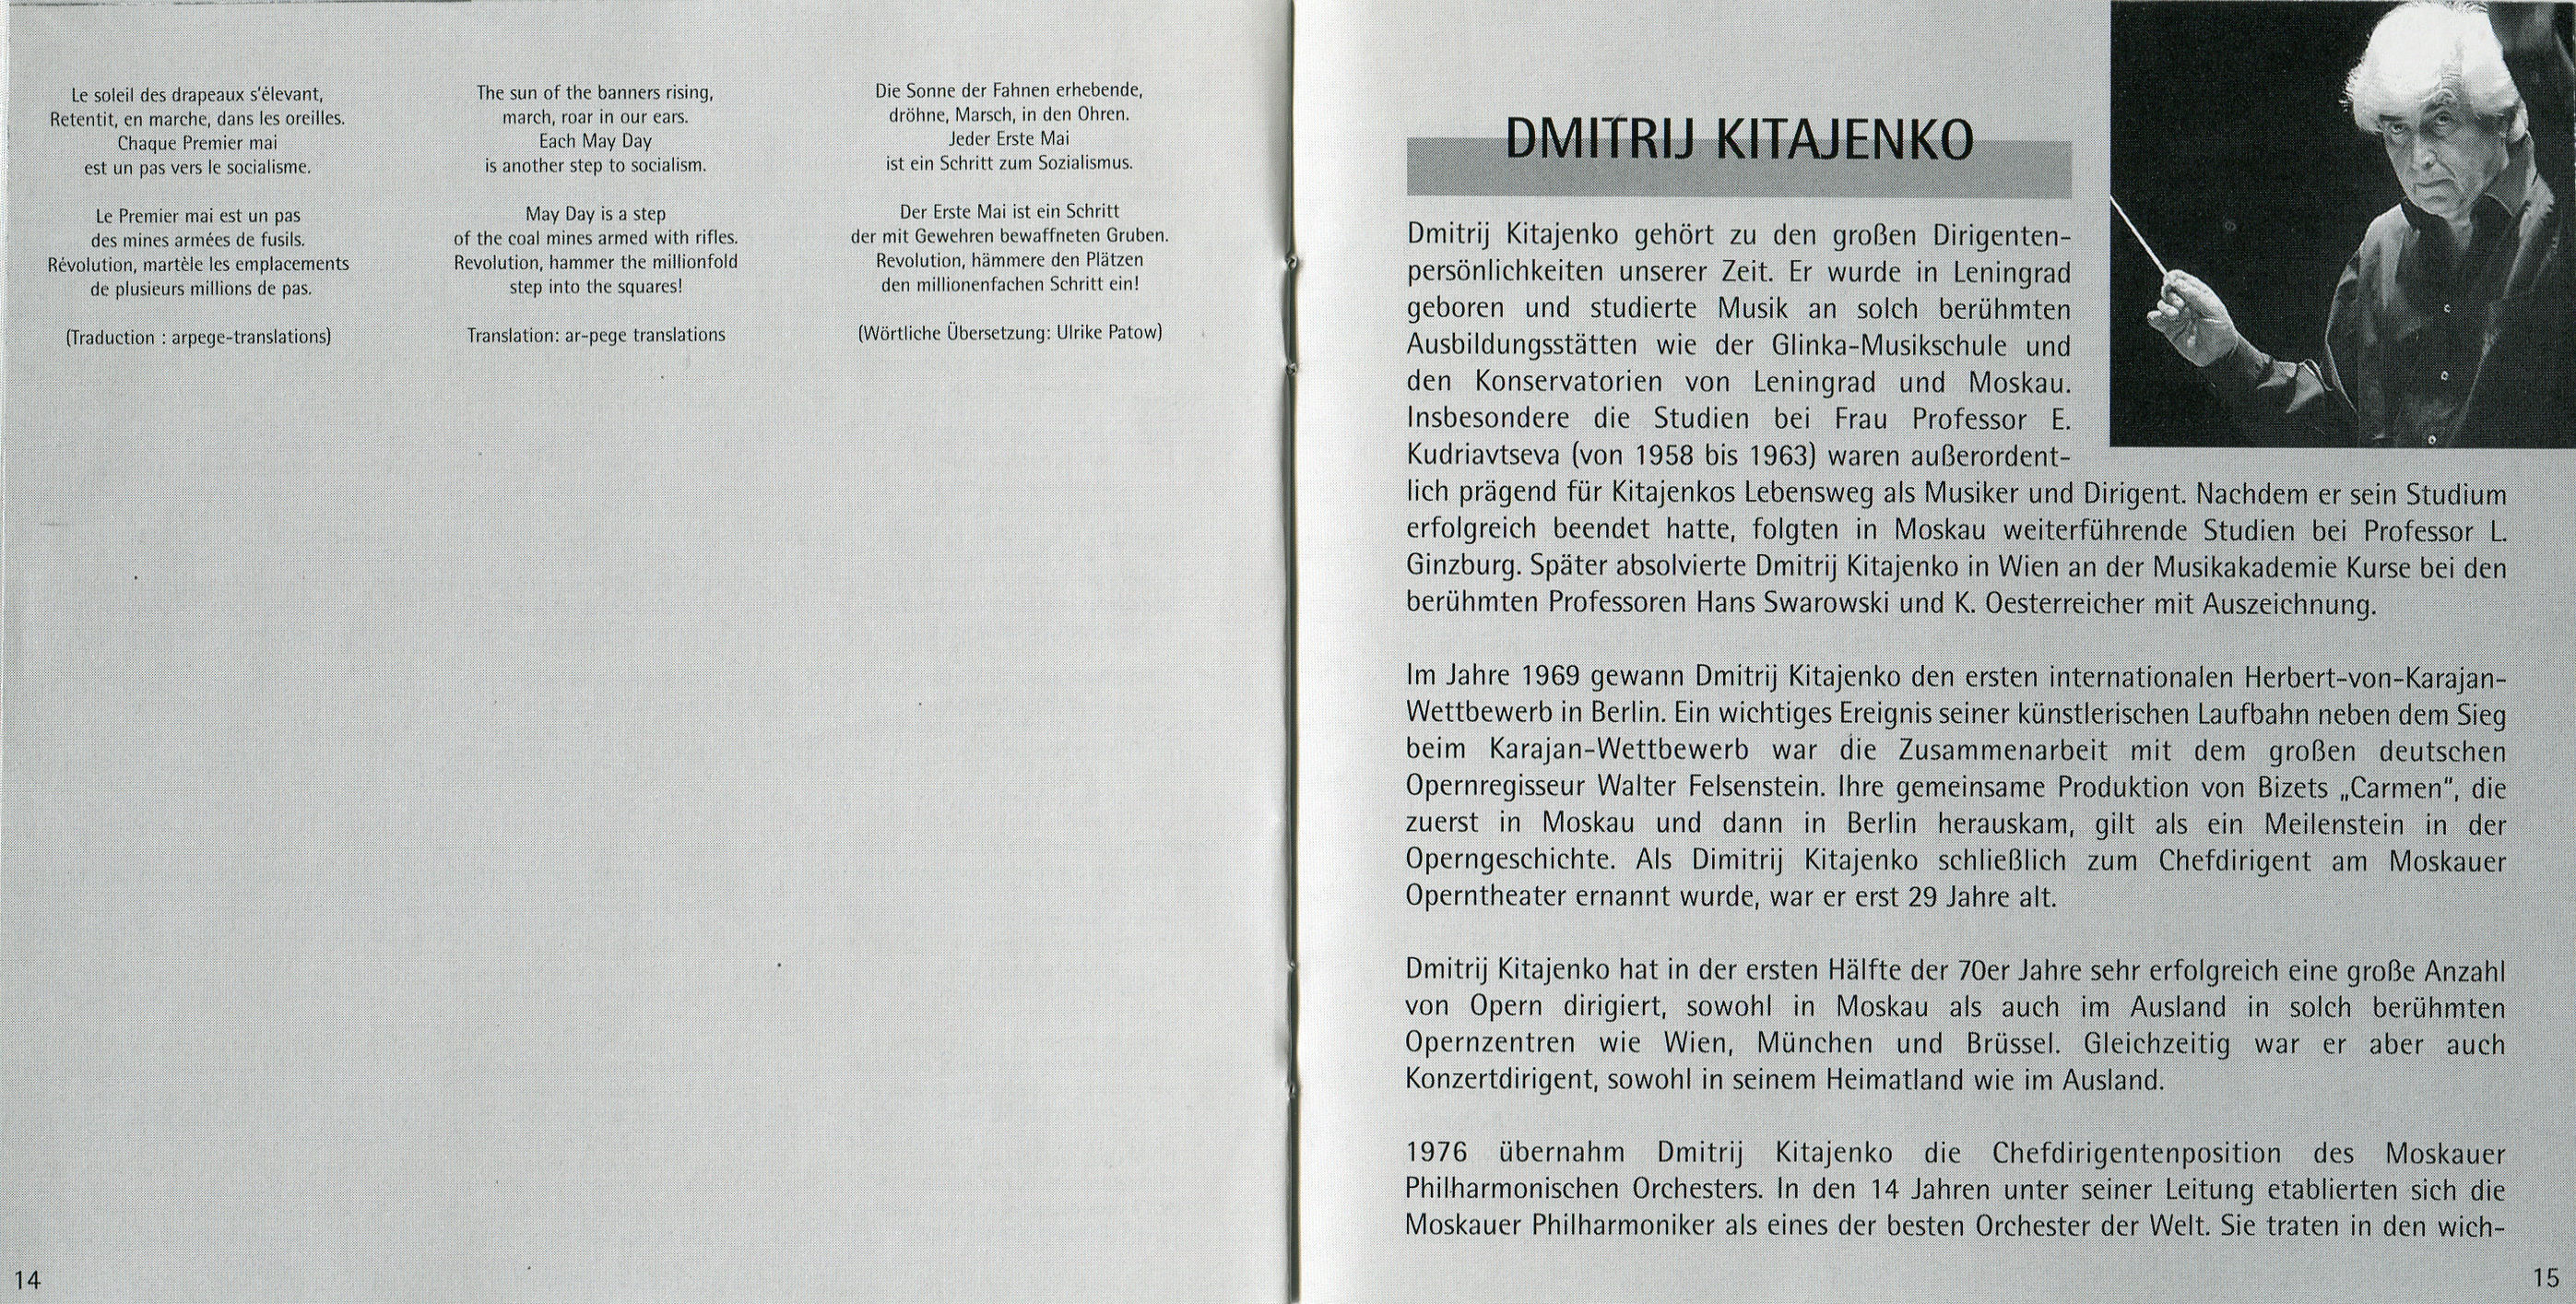 Le soleil des drapeaux s'élevant,
Retentit, en marche, dans les oreilles.
Chaque Premier mai
est un pas vers le socialisme.
Le Premier mai est un pas
des mines armées de fusils.
Révolution, martèle les emplacements
de plusieurs millions de pas.
(Traduction : arpege-translations)
The sun of the banners rising,
march, roar in our ears.
Each May Day
is another step to socialism.
May Day is a step
of the coal mines armed with rifles.
Revolution, hammer the millionfold
step into the squares!
Translation: ar-pege translations
Die Sonne der Fahnen erhebende,
dröhne, Marsch, in den Ohren.
Jeder Erste Mai
ist ein Schritt zum Sozialismus.
Der Erste Mai ist ein Schritt
der mit Gewehren bewaffneten Gruben.
Revolution, hämmere den Plätzen
den millionenfachen Schritt ein!
(Wörtliche Übersetzung: Ulrike Patow)
14
DMITRIJ KITAJENKO
Dmitrij Kitajenko gehört zu den großen Dirigenten-
persönlichkeiten unserer Zeit. Er wurde in Leningrad
geboren und studierte Musik an solch berühmten
Ausbildungsstätten wie der Glinka-Musikschule und
den Konservatorien von Leningrad und Moskau.
Insbesondere die Studien bei Frau Professor E.
Kudriavtseva (von 1958 bis 1963) waren außerordent-
lich prägend für Kitajenkos Lebensweg als Musiker und Dirigent. Nachdem er sein Studium
erfolgreich beendet hatte, folgten in Moskau weiterführende Studien bei Professor L.
Ginzburg. Später absolvierte Dmitrij Kitajenko in Wien an der Musikakademie Kurse bei den
berühmten Professoren Hans Swarowski und K. Oesterreicher mit Auszeichnung.
Im Jahre 1969 gewann Dmitrij Kitajenko den ersten internationalen Herbert-von-Karajan-
Wettbewerb in Berlin. Ein wichtiges Ereignis seiner künstlerischen Laufbahn neben dem Sieg
beim Karajan-Wettbewerb war die Zusammenarbeit mit dem großen deutschen
Opernregisseur Walter Felsenstein. Ihre gemeinsame Produktion von Bizets „Carmen“, die
zuerst in Moskau und dann in Berlin herauskam, gilt als ein Meilenstein in der
Operngeschichte. Als Dimitrij Kitajenko schließlich zum Chefdirigent am Moskauer
Operntheater ernannt wurde, war er erst 29 Jahre alt.
Dmitrij Kitajenko hat in der ersten Hälfte der 70er Jahre sehr erfolgreich eine große Anzahl
von Opern dirigiert, sowohl in Moskau als auch im Ausland in solch berühmten
Opernzentren wie Wien, München und Brüssel. Gleichzeitig war er aber auch
Konzertdirigent, sowohl in seinem Heimatland wie im Ausland.
1976 übernahm Dmitrij Kitajenko die Chefdirigentenposition des Moskauer
Philharmonischen Orchesters. In den 14 Jahren unter seiner Leitung etablierten sich die
Moskauer Philharmoniker als eines der besten Orchester der Welt. Sie traten in den wich-
15